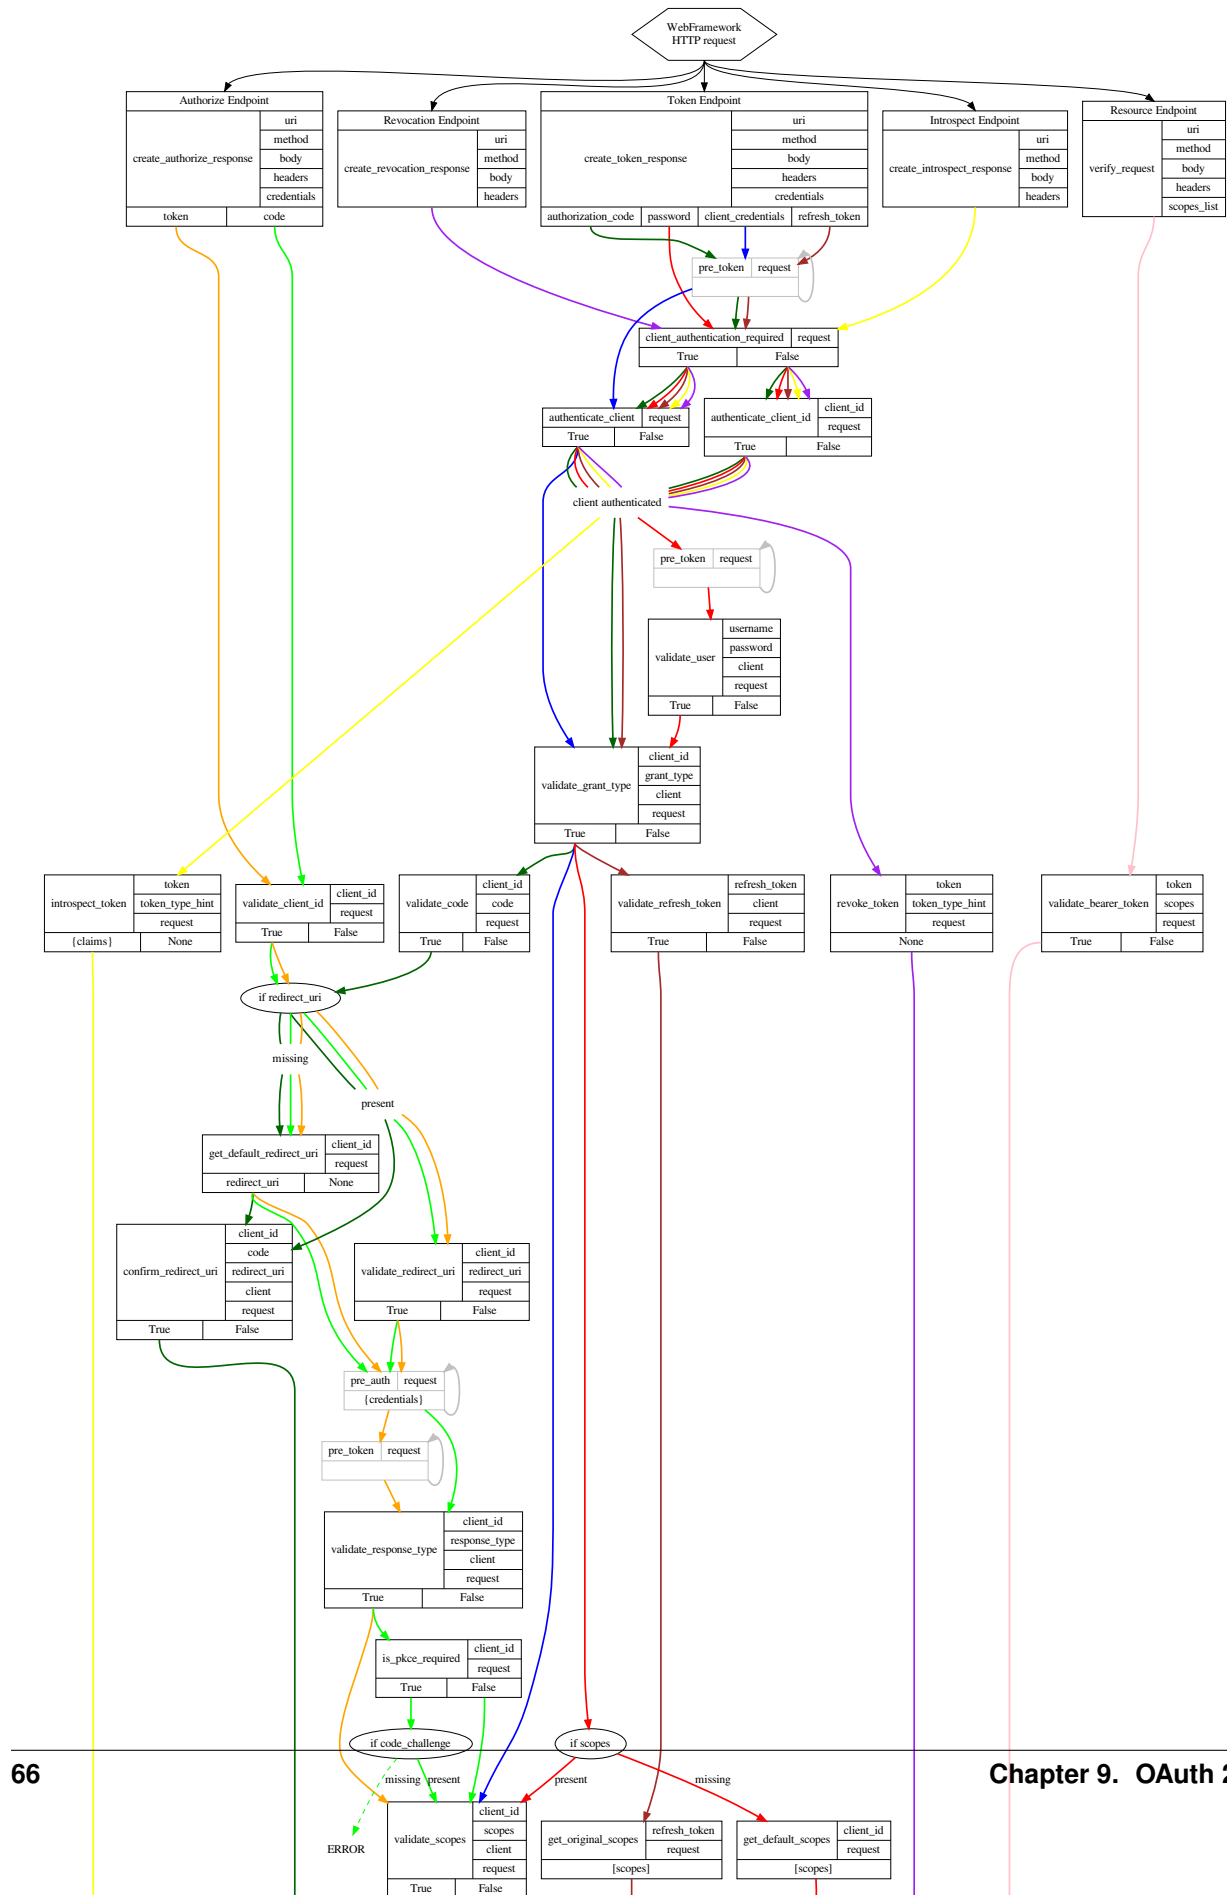 WebFramework
HTTP request
Authorize Endpoint
create_authorize_response
uri
method
body
headers
credentials
token
code
Revocation Endpoint
create_revocation_response
uri
method
body
headers
Token Endpoint
create_token_response
uri
method
body
headers
credentials
authorization_code
password
client_credentials
refresh_token
Introspect Endpoint
create_introspect_response
uri
method
body
headers
Resource Endpoint
verify_request
uri
method
body
headers
scopes_list
pre_token
request
client_authentication_required
request
True
False
authenticate_client
request
True
False
authenticate_client_id
client_id
request
True
False
client authenticated
pre_token
request
validate_user
username
password
client
request
True
False
validate_grant_type
client_id
grant_type
client
request
True
False
introspect_token
token
token_type_hint
request
{claims}
None
validate_client_id
client_id
request
True
False
validate_code
client_id
code
request
True
False
validate_refresh_token
refresh_token
client
request
True
False
revoke_token
token
token_type_hint
request
None
validate_bearer_token
token
scopes
request
True
False
if redirect_uri
missing
present
get_default_redirect_uri
client_id
request
redirect_uri
None
confirm_redirect_uri
client_id
code
redirect_uri
client
request
True
False
validate_redirect_uri
client_id
redirect_uri
request
True
False
pre_auth
request
{credentials}
pre_token
request
validate_response_type
client_id
response_type
client
request
True
False
is_pkce_required
client_id
request
True
False
if code_challenge
if scopes
66
Chapter 9. OAuth 2
missing
present
present
missing
ERROR
validate_scopes
client_id
scopes
client
request
True
False
get_original_scopes
refresh_token
request
[scopes]
get_default_scopes
client_id
request
[scopes]